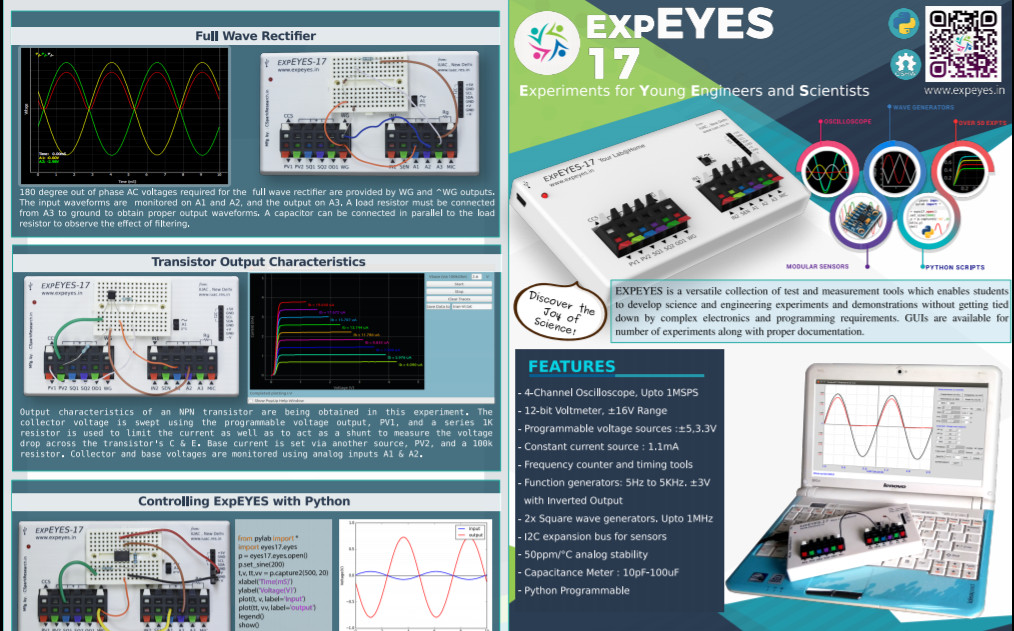 Full Wave Rectifier
180 degree out of phase AC voltages required for the full wave rectifier are provided by WG and ^WG outputs.
The input waveforms are monitored on A1 and A2, and the output on A3. A load resistor must be connected
from A3 to ground to obtain proper output waveforms. A capacitor can be connected in parallel to the load
resistor to observe the effect of filtering.
Transistor Output Characteristics
Output characteristics of an NPN transistor are being obtained in this experiment. The
collector voltage is swept using the programmable voltage output, PV1, and a series 1K
resistor is used to limit the current as well as to act as a shunt to measure the voltage
drop across the transistor's C & E. Base current is set via another source, PV2, and a 100k
resistor. Collector and base voltages are monitored using analog inputs A1 & A2.
Controlling ExpEYES with Python
expEYES-17
www.expeyes.in
from pylab import *
import eyes17.eyes
p = eyes17.eyes.open()
p.set_sine(200)
t,v, tt,vv = p.capture2(500, 20)
xlabel('Time(mS)')
ylabel('Voltage(V)')
plot(t, v, label='input')
plot(tt, vv, label='output')
legend()
show()
input
output
ExpEYES
17
Experiments for Young Engineers and Scientists
www.expeyes.in
WAVE GENERATORS
OSCILLOSCOPE
OVER 50 EXPTS
MODULAR SENSORS
PYTHON SCRIPTS
expEYES-17 Your Lab@Home
Discover the
Joy of
Science!
EXPEYES is a versatile collection of test and measurement tools which enables students
to develop science and engineering experiments and demonstrations without getting tied
down by complex electronics and programming requirements. GUIs are available for
number of experiments along with proper documentation.
FEATURES
- 4-Channel Oscilloscope, Upto 1MSPS
- 12-bit Voltmeter, ±16V Range
- Programmable voltage sources :±5,3.3V
- Constant current source : 1.1mA
- Frequency counter and timing tools
- Function generators: 5Hz to 5KHz, ±3V
with Inverted Output
- 2x Square wave generators, Upto 1MHz
- I2C expansion bus for sensors
- 50ppm/°C analog stability
- Capacitance Meter : 10pF-100uF
- Python Programmable